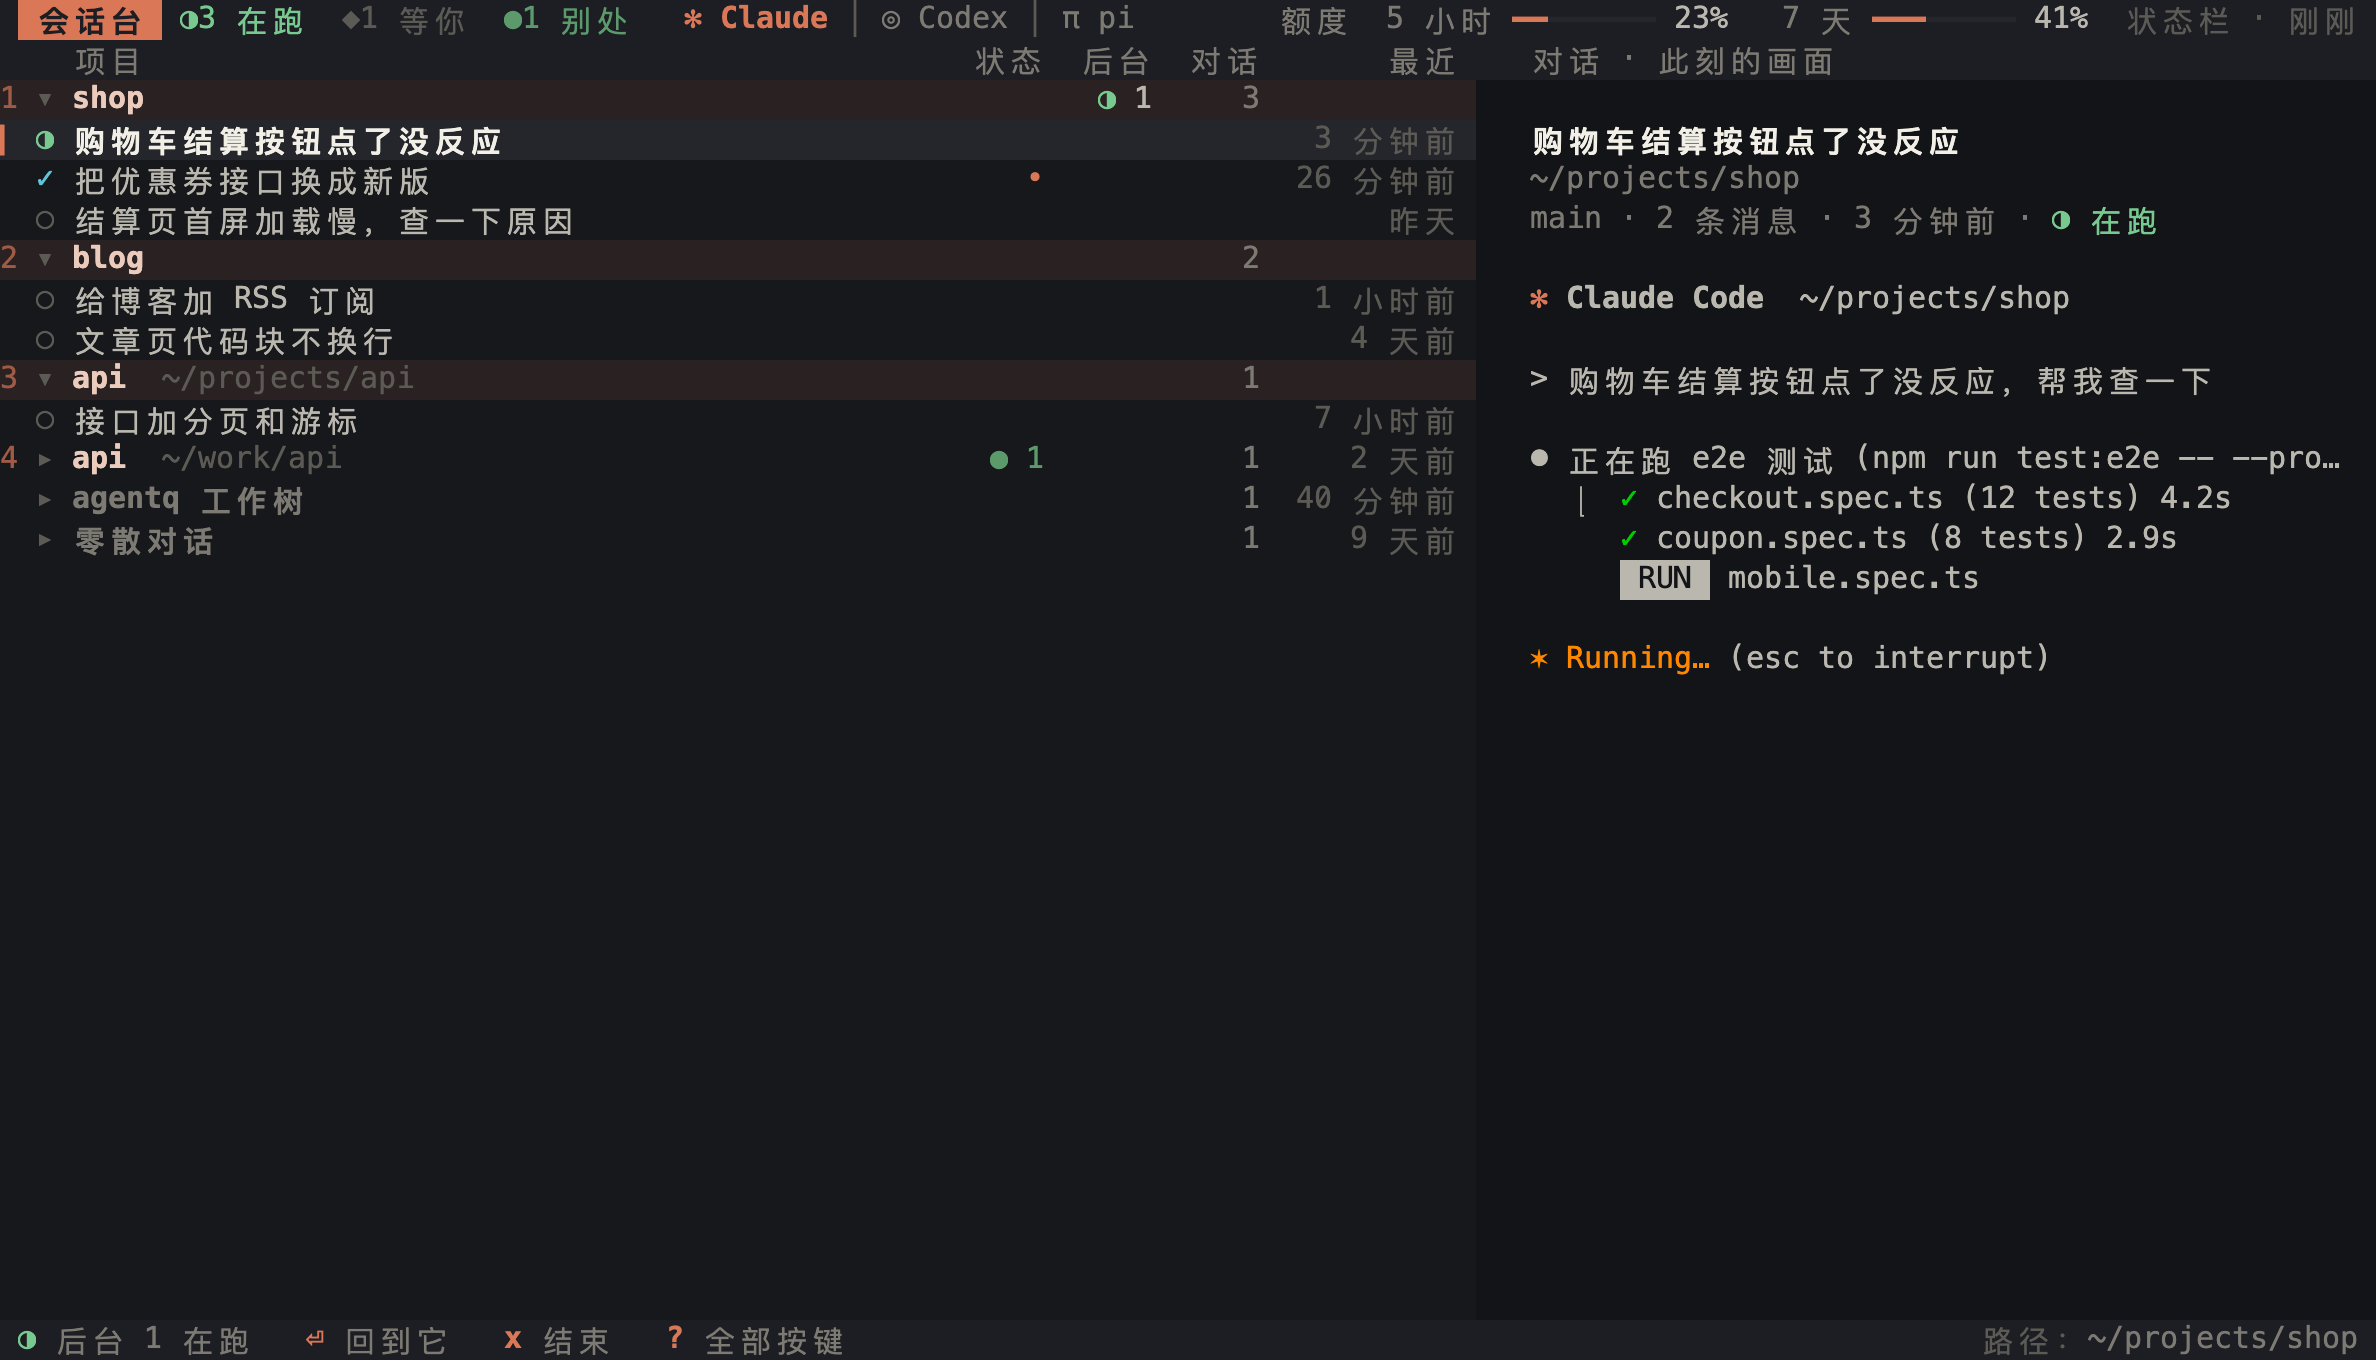 会话台 ◑3 在跑 ◆1 等你 ●1 别处 ✻ Claude │ ◎ Codex │ π pi 额度 5 小时 23% 7 天 41% 状态栏 · 刚刚
项目 状态 后台 对话 最近 对话 · 此刻的画面
1 ▾ shop ◑ 1 3
◑ 购物车结算按钮点了没反应 3 分钟前
✓ 把优惠券接口换成新版 • 26 分钟前
○ 结算页首屏加载慢，查一下原因 昨天
2 ▾ blog 2
○ 给博客加 RSS 订阅 1 小时前
○ 文章页代码块不换行 4 天前
3 ▾ api ~/projects/api 1
○ 接口加分页和游标 7 小时前
4 ▸ api ~/work/api ● 1 1 2 天前
▸ agentq 工作树 1 40 分钟前
▸ 零散对话 1 9 天前
购物车结算按钮点了没反应
~/projects/shop
main · 2 条消息 · 3 分钟前 · ◑ 在跑
✻ Claude Code ~/projects/shop
> 购物车结算按钮点了没反应，帮我查一下
● 正在跑 e2e 测试 (npm run test:e2e -- --pro…
⎣ ✓ checkout.spec.ts (12 tests) 4.2s
✓ coupon.spec.ts (8 tests) 2.9s
RUN mobile.spec.ts
✶ Running… (esc to interrupt)
◑ 后台 1 在跑 ⏎ 回到它 x 结束 ? 全部按键 路径：~/projects/shop